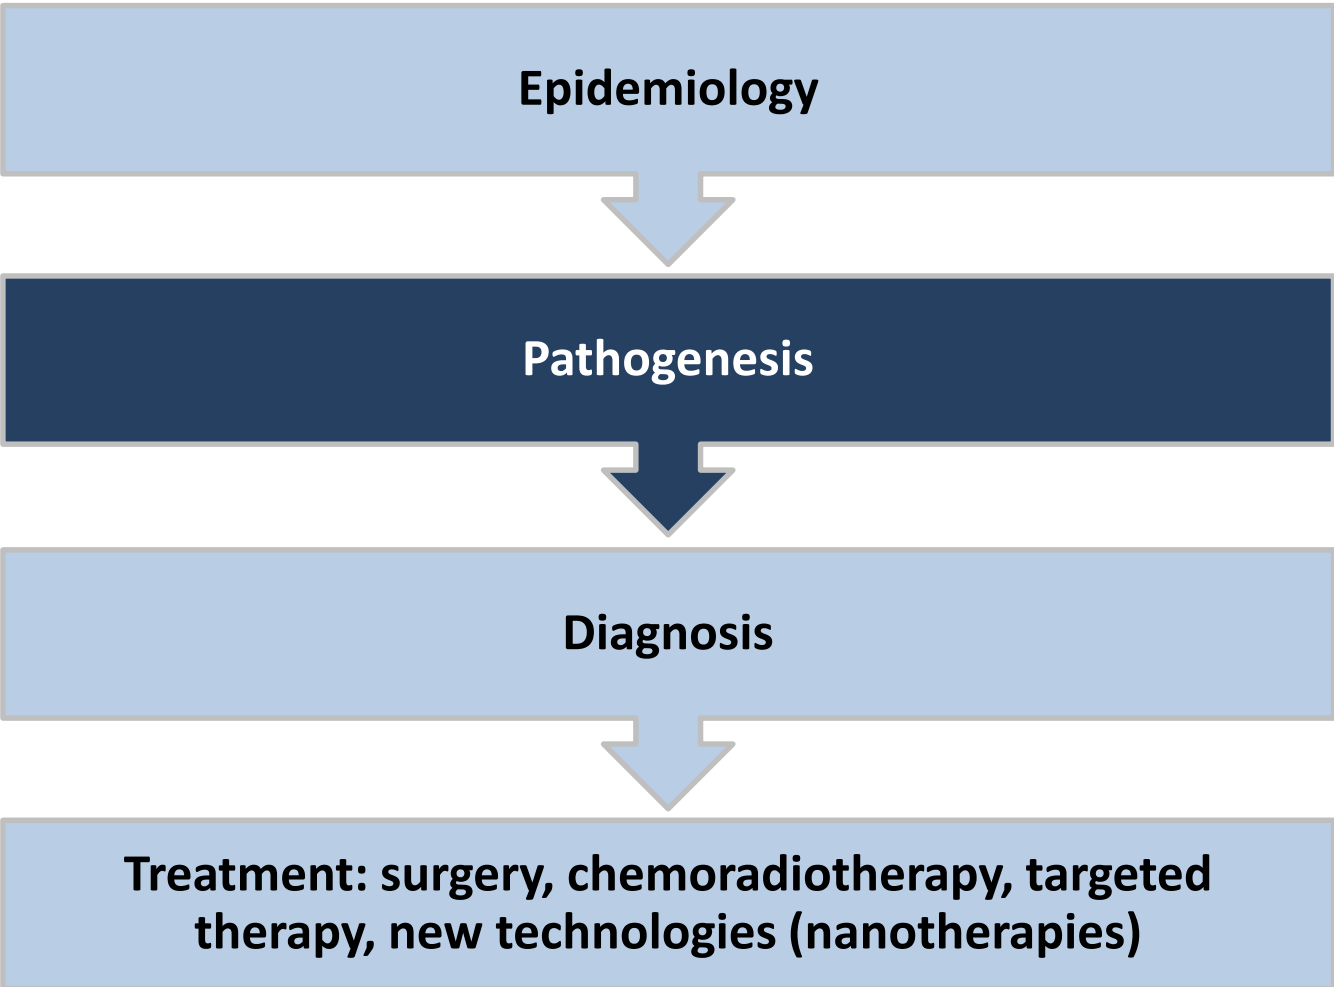 Epidemiology
Pathogenesis
Diagnosis
Treatment: surgery, chemoradiotherapy, targeted
therapy, new technologies (nanotherapies)